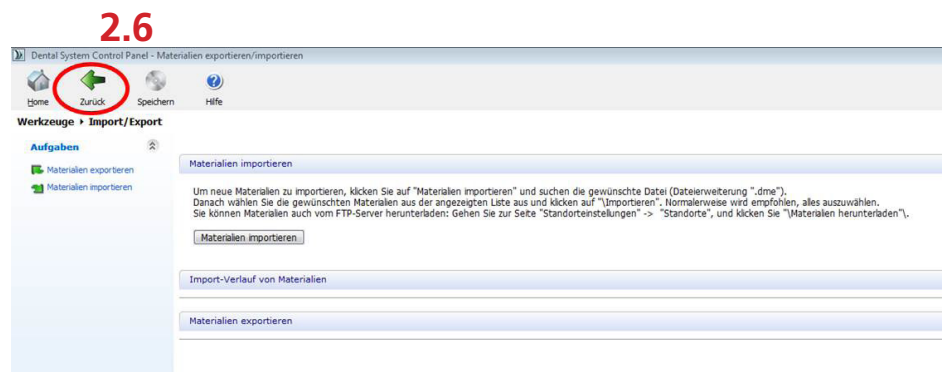 2.6
Dental System Control Panel - Materialien exportieren/importieren
Home Zurück Speichern Hilfe
Werkzeuge ▸ Import/Export
Aufgaben
Materialien exportieren
Materialien importieren
Materialien importieren
Um neue Materialien zu importieren, klicken Sie auf "Materialien importieren" und suchen die gewünschte Datei (Dateierweiterung ".dme").
Danach wählen Sie die gewünschten Materialien aus der angezeigten Liste aus und klicken auf "\Importieren". Normalerweise wird empfohlen, alles auszuwählen.
Sie können Materialien auch vom FTP-Server herunterladen: Gehen Sie zur Seite "Standorteinstellungen" -> "Standorte", und klicken Sie "\Materialien herunterladen"\.
Materialien importieren
Import-Verlauf von Materialien
Materialien exportieren